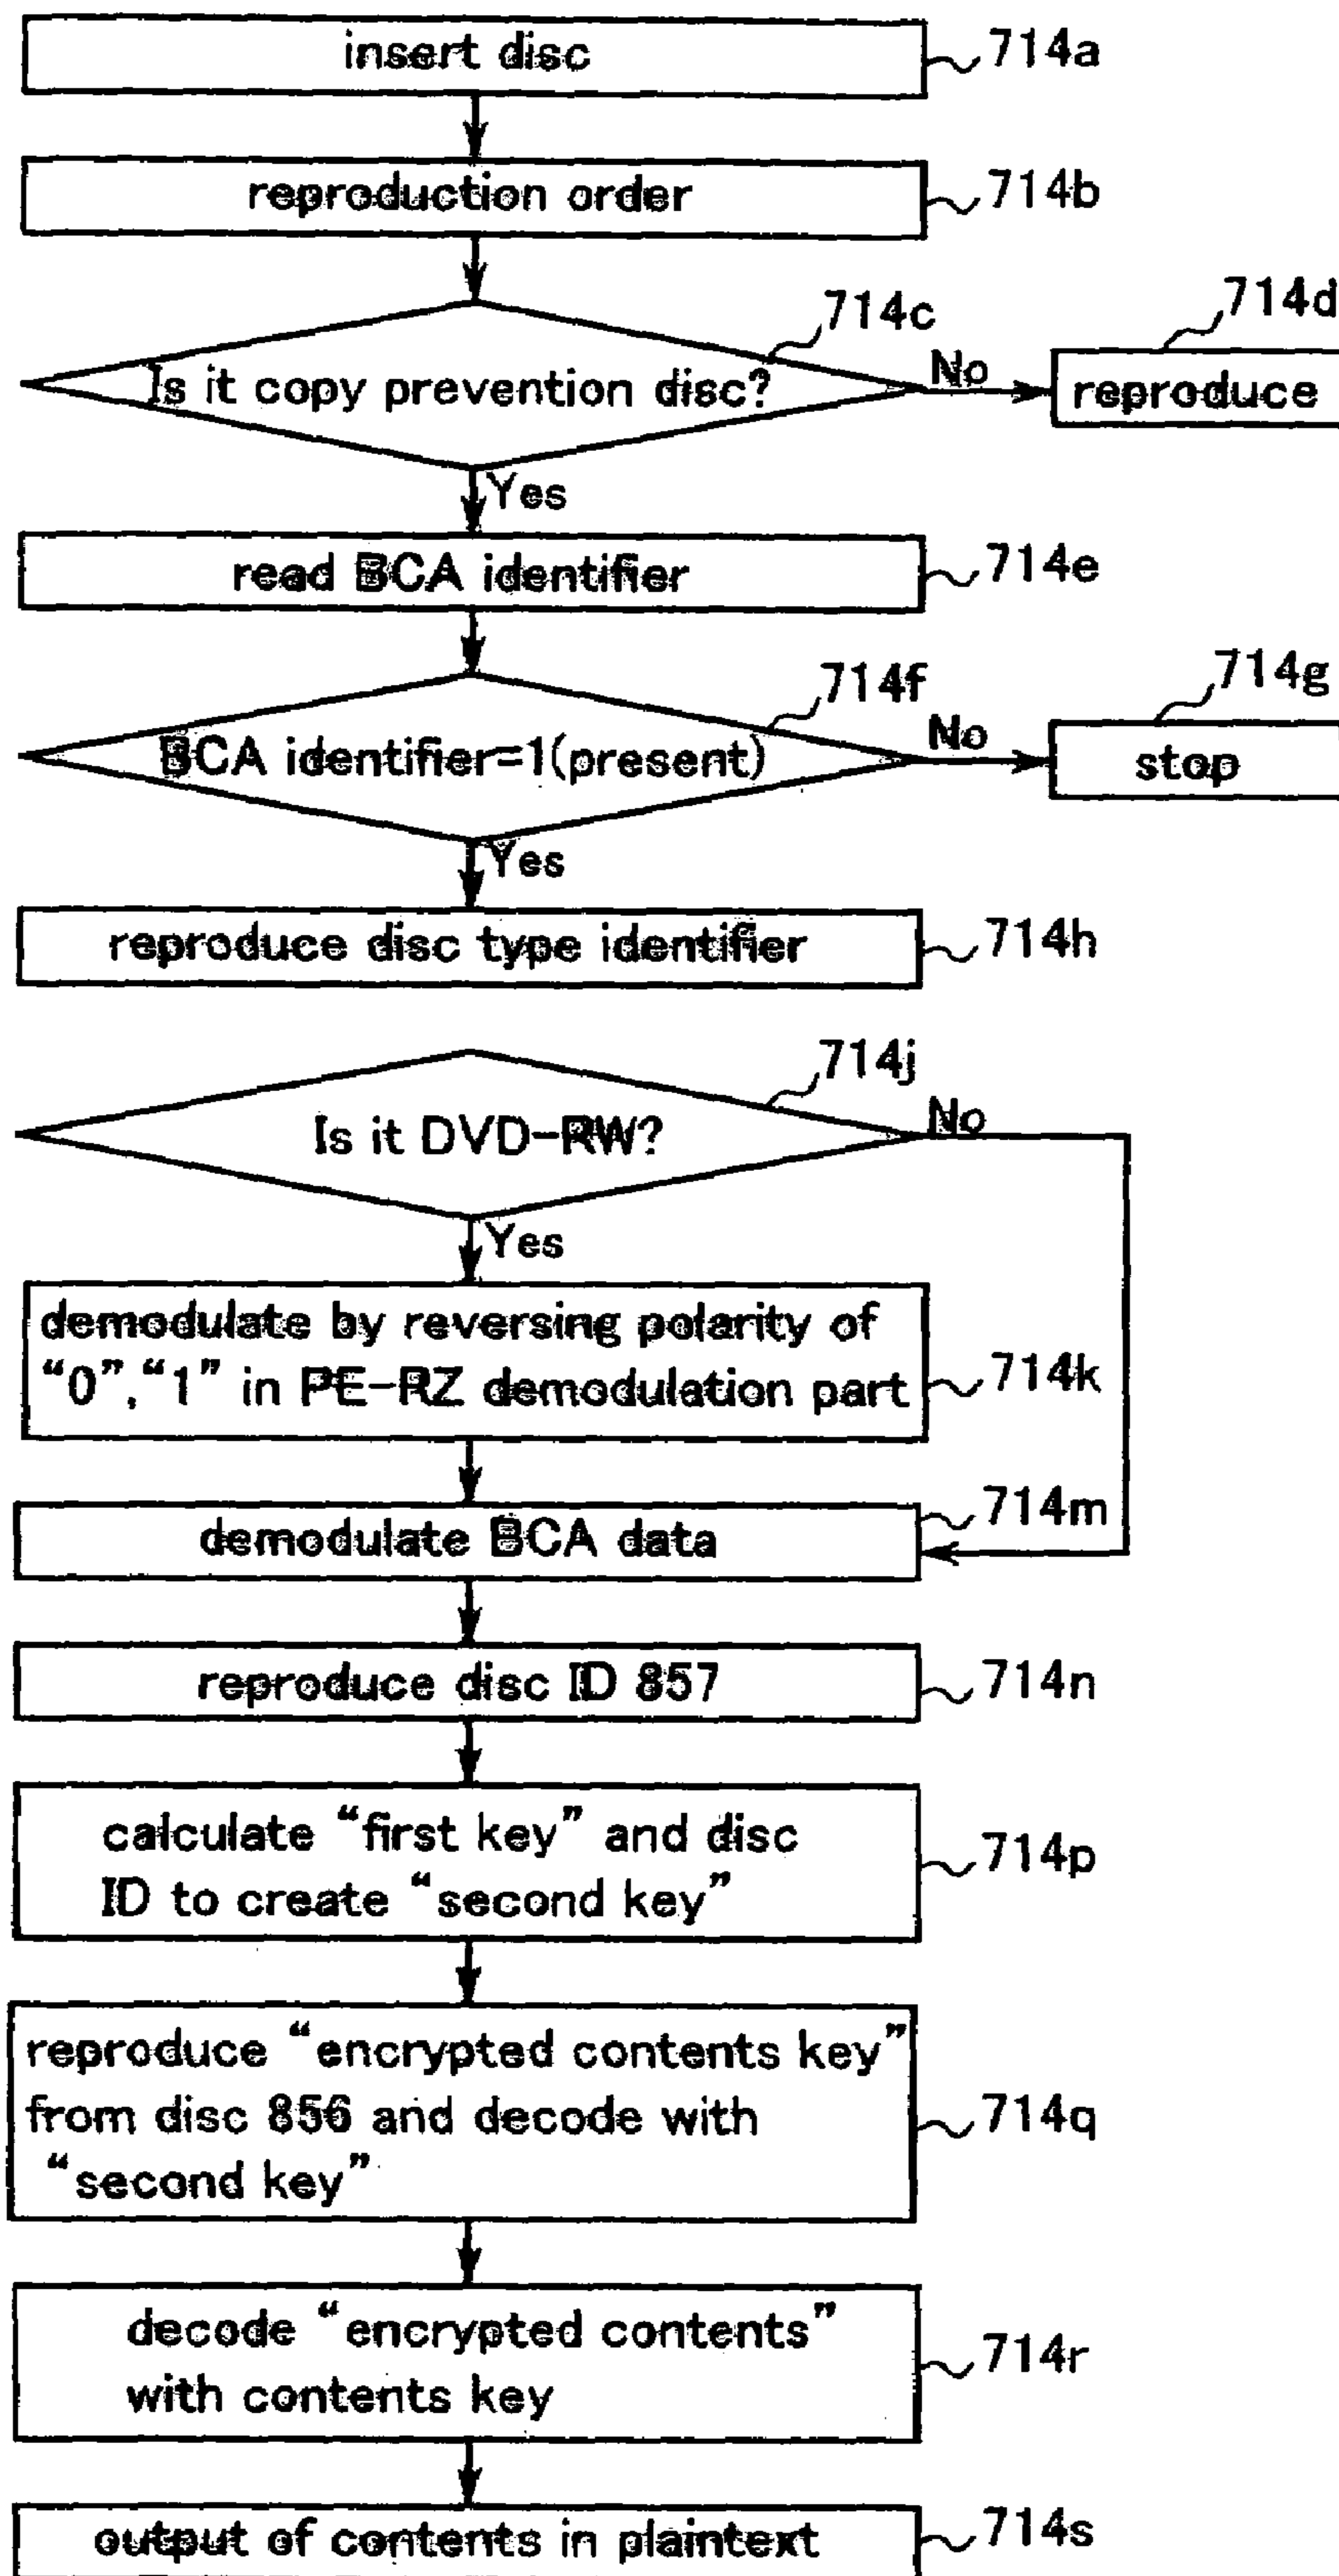 insert disc
714a
reproduction order
714b
714c
Is it copy prevention disc?
No
714d
reproduce
Yes
read BCA identifier
714e
714f
BCA identifier=1(present)
No
714g
stop
Yes
reproduce disc type identifier
714h
714j
Is it DVD-RW?
No
Yes
demodulate by reversing polarity of
“0”,“1” in PE-RZ demodulation part
714k
demodulate BCA data
714m
reproduce disc ID 857
714n
calculate “first key” and disc
ID to create “second key”
714p
reproduce “encrypted contents key”
from disc 856 and decode with
“second key”
714q
decode “encrypted contents”
with contents key
714r
output of contents in plaintext
714s